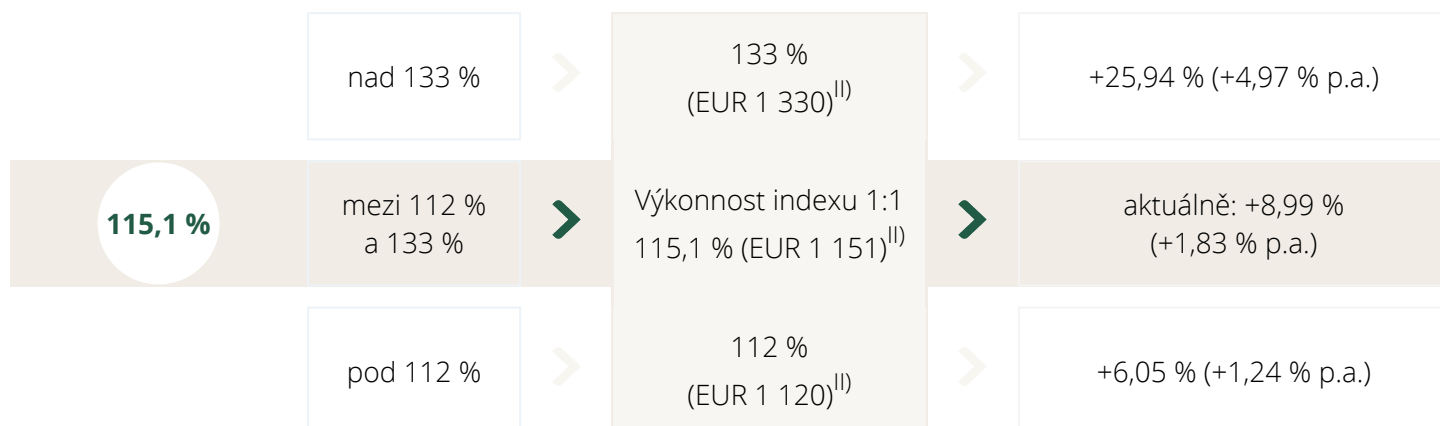 nad 133 %
133 %
(EUR 1 330)II)
+25,94 % (+4,97 % p.a.)
115,1 %
mezi 112 %
a 133 %
Výkonnost indexu 1:1
115,1 % (EUR 1 151)II)
aktuálně: +8,99 %
(+1,83 % p.a.)
pod 112 %
112 %
(EUR 1 120)II)
+6,05 % (+1,24 % p.a.)